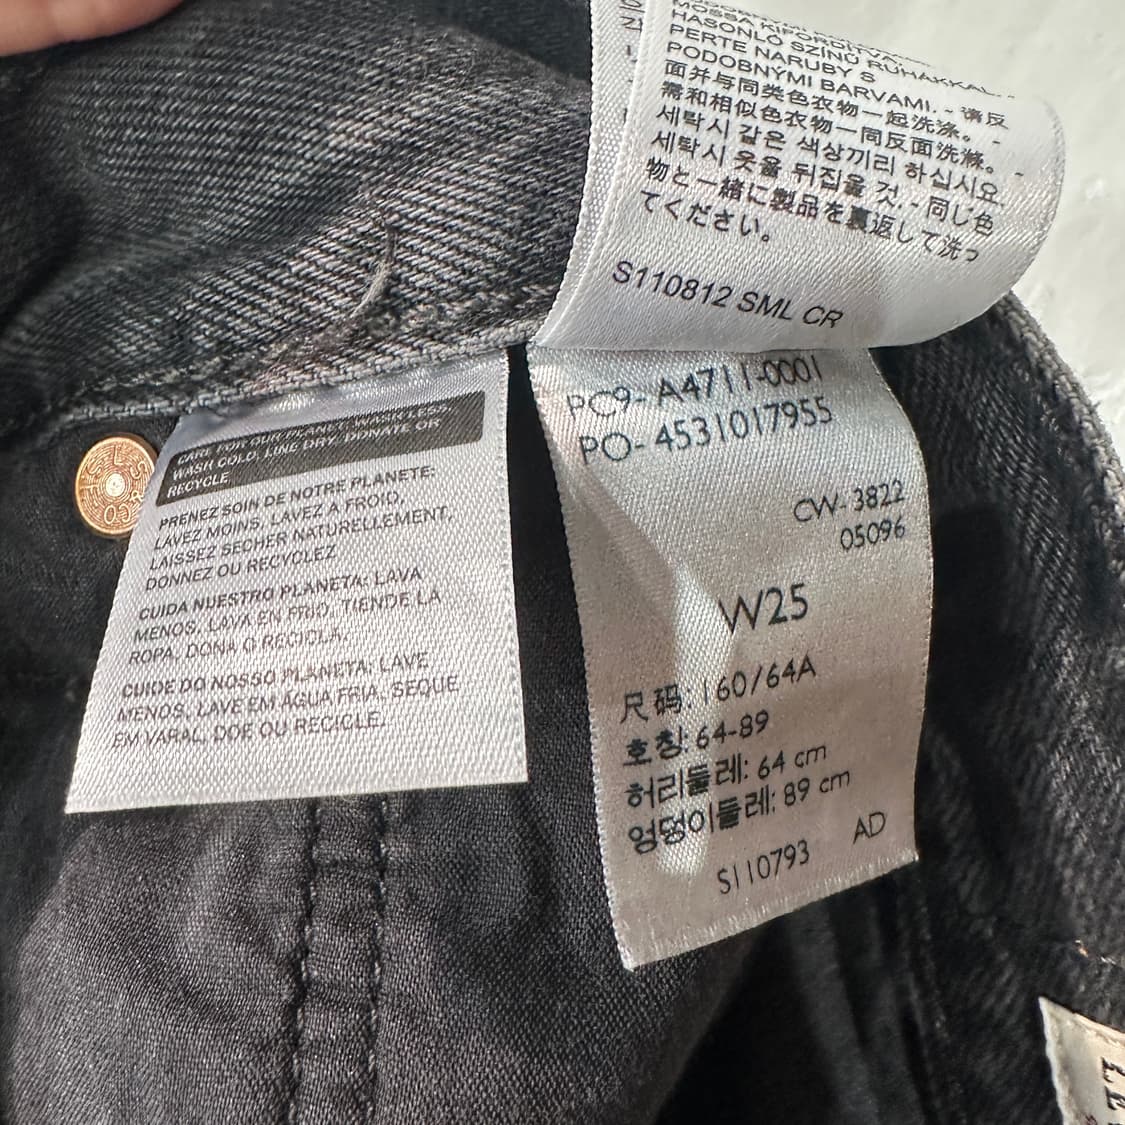 MOSSA KIFORDÍTVA,
HASONLÓ SZÍNŰ RUHÁKKAL. -
PERTE NARUBY S
PODOBNÝMI BARVAMI. - 请反
面并与同类色衣物一起洗涤。 -
需和相似色衣物一同反面洗滌。 -
세탁시 같은 색상끼리 하십시요.
세탁시 옷을 뒤집을 것. - 同じ色
物と一緒に製品を裏返して洗っ
てください。
S110812 SML CR
CARE FOR OUR PLANET: WASH LESS,
WASH COLD, LINE DRY, DONATE OR
RECYCLE
PRENEZ SOIN DE NOTRE PLANETE:
LAVEZ MOINS, LAVEZ A FROID,
LAISSEZ SECHER NATURELLEMENT,
DONNEZ OU RECYCLEZ
CUIDA NUESTRO PLANETA: LAVA
MENOS, LAVA EN FRIO, TIENDE LA
ROPA, DONA O RECICLA.
CUIDE DO NOSSO PLANETA: LAVE
MENOS, LAVE EM ÁGUA FRIA, SEQUE
EM VARAL, DOE OU RECICLE.
PC9- A4711-0001
PO- 4531017955
CW- 3822
05096
W25
尺码: 160/64A
호칭: 64-89
허리둘레: 64 cm
엉덩이둘레: 89 cm
S110793 AD